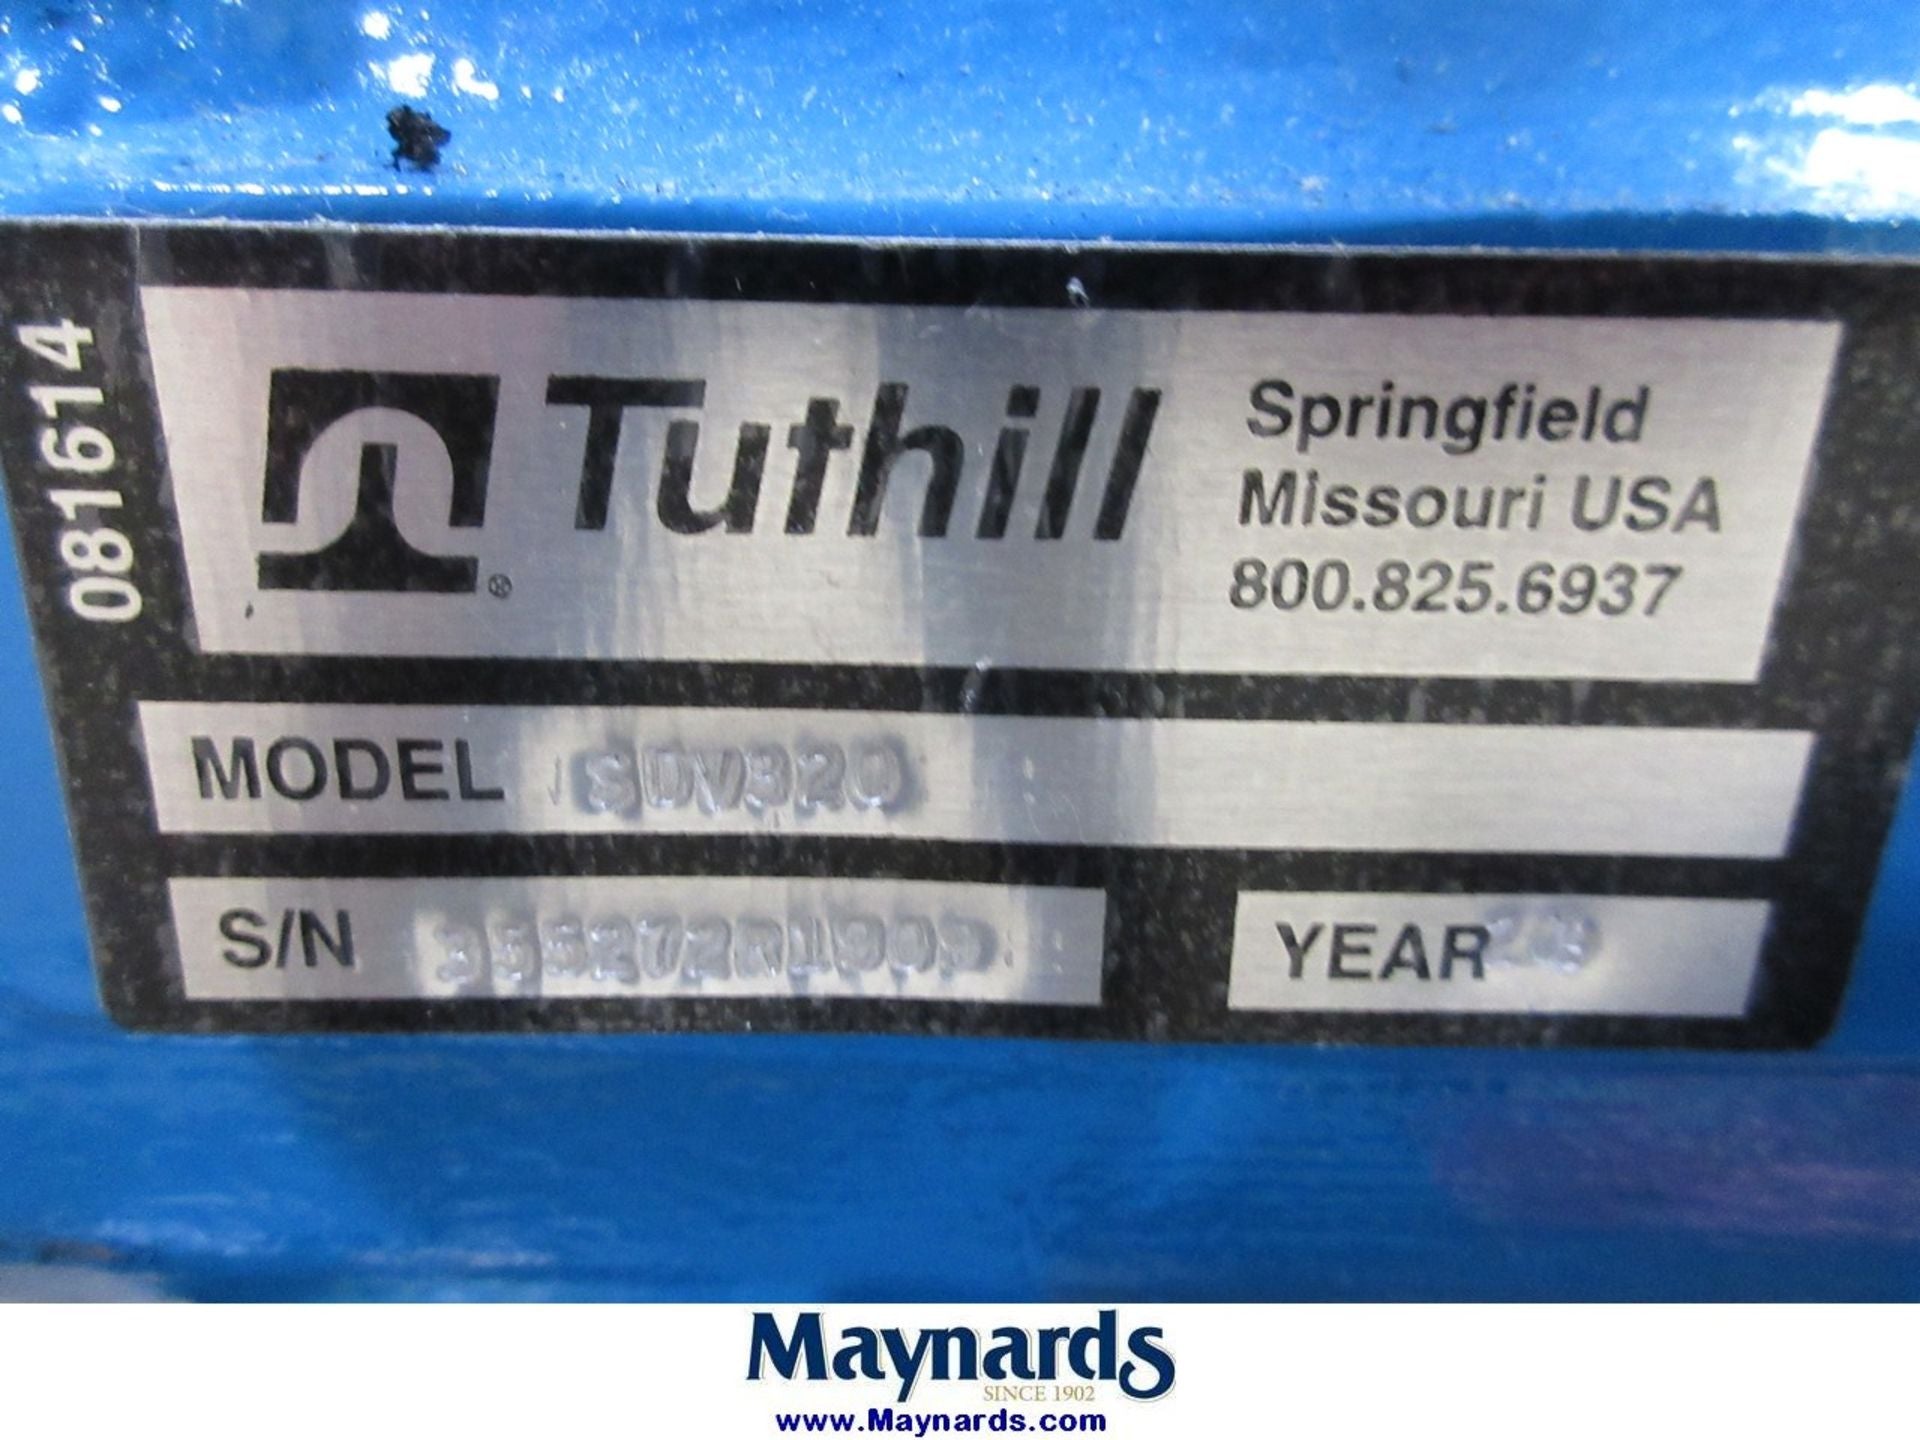 081614
Tuthill
Springfield
Missouri USA
800.825.6937
MODEL SDV320
S/N
YEAR
Maynards
SINCE 1902
www.Maynards.com